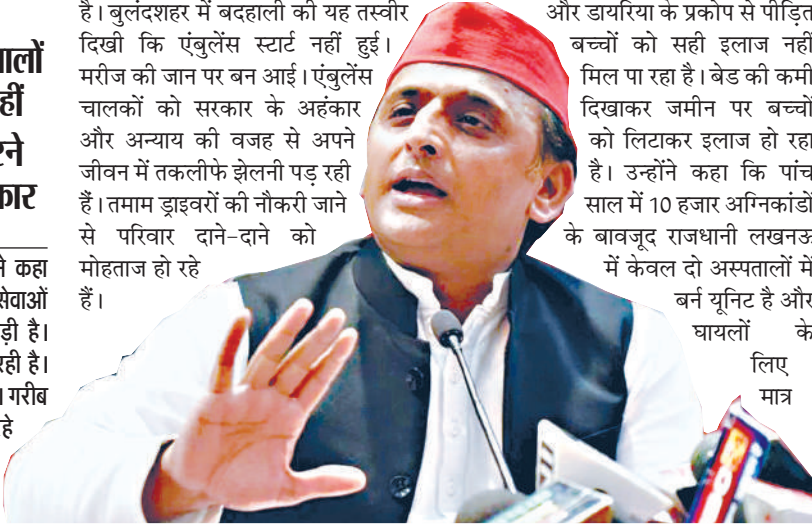 ालों
हीं
रने
कार
ने कहा
सेवाओं
ड़ी है।
रही है।
। गरीब
हे
है। बुलंदशहर में बदहाली की यह तस्वीर
दिखी कि एंबुलेंस स्टार्ट नहीं हुई।
मरीज की जान पर बन आई। एंबुलेंस
चालकों को सरकार के अहंकार
और अन्याय की वजह से अपने
जीवन में तकलीफे झेलनी पड़ रही
हैं। तमाम ड्राइवरों की नौकरी जाने
से परिवार दाने-दाने को
मोहताज हो रहे
हैं।
और डायरिया के प्रकोप से पीड़ित
बच्चों को सही इलाज नहीं
मिल पा रहा है। बेड की कमी
दिखाकर जमीन पर बच्चों
को लिटाकर इलाज हो रहा
है। उन्होंने कहा कि पांच
साल में 10 हजार अग्निकांडों
के बावजूद राजधानी लखनऊ
में केवल दो अस्पतालों में
बर्न यूनिट है और
घायलों के
लिए
मात्र